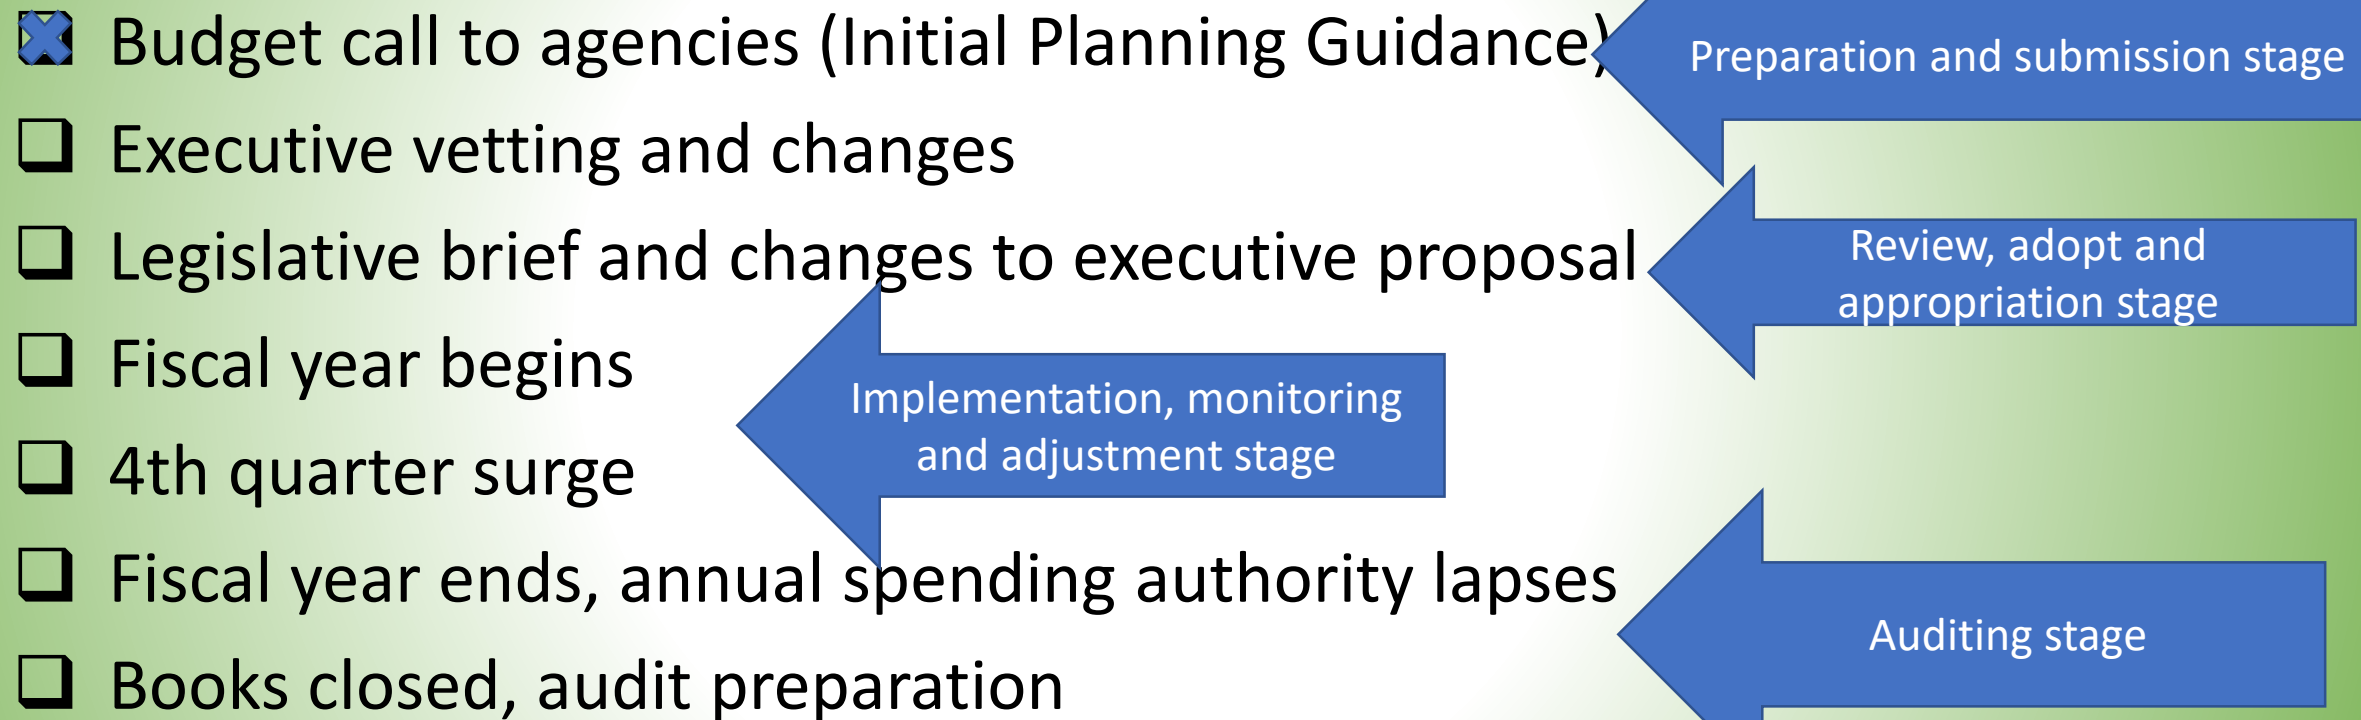 Budget call to agencies (Initial Planning Guidance)
Preparation and submission stage
Executive vetting and changes
Legislative brief and changes to executive proposal
Review, adopt and
appropriation stage
Fiscal year begins
Implementation, monitoring
and adjustment stage
4th quarter surge
Fiscal year ends, annual spending authority lapses
Auditing stage
Books closed, audit preparation